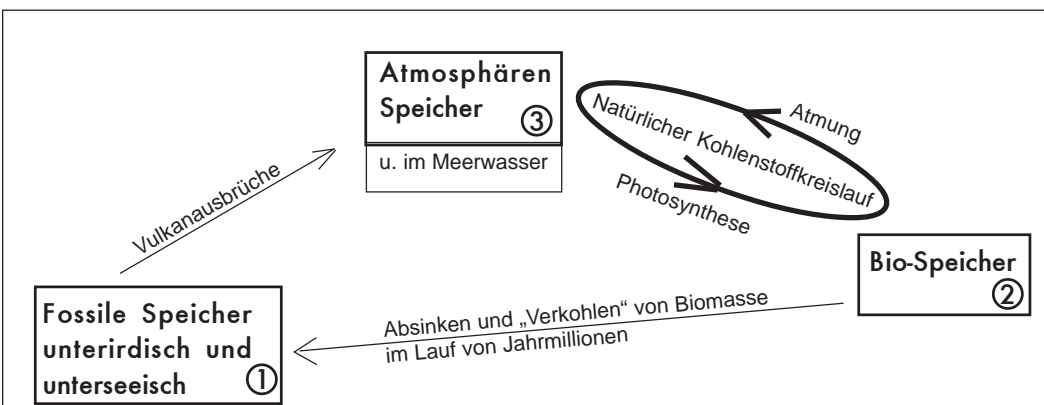 Atmosphären
Speicher
③
u. im Meerwasser
Natürlicher Kohlenstoffkreislauf
Atmung
Photosynthese
Vulkanausbrüche
Bio-Speicher
②
Absinken und „Verkohlen“ von Biomasse
im Lauf von Jahrmillionen
Fossile Speicher
unterirdisch und
unterseeisch ①